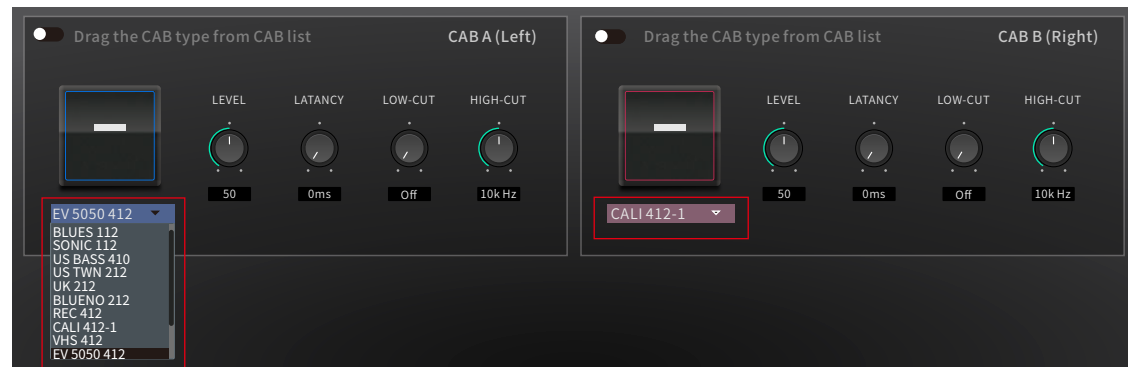 Drag the CAB type from CAB list
CAB A (Left)
LEVEL LATANCY LOW-CUT HIGH-CUT
50 0ms Off 10k Hz
EV 5050 412
BLUES 112
SONIC 112
US BASS 410
US TWN 212
UK 212
BLUENO 212
REC 412
CALI 412-1
VHS 412
EV 5050 412
Drag the CAB type from CAB list
CAB B (Right)
LEVEL LATANCY LOW-CUT HIGH-CUT
50 0ms Off 10k Hz
CALI 412-1